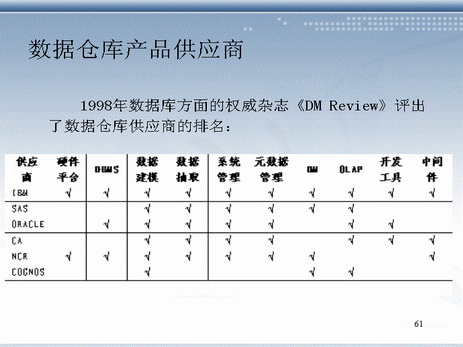 数据仓库产品供应商
1998年数据库方面的权威杂志《DM Review》评出
了数据仓库供应商的排名：
供应商 硬件平台 DBMS 数据建模 数据抽取 系统管理 元数据管理 DM OLAP 开发工具 中间件
IBM √ √ √ √ √ √ √ √ √ √
SAS √ √ √ √ √ √
ORACLE √ √ √ √ √ √ √
CA √ √ √ √ √ √ √
NCR √ √ √ √ √ √ √ √
COGNOS √ √ √
61